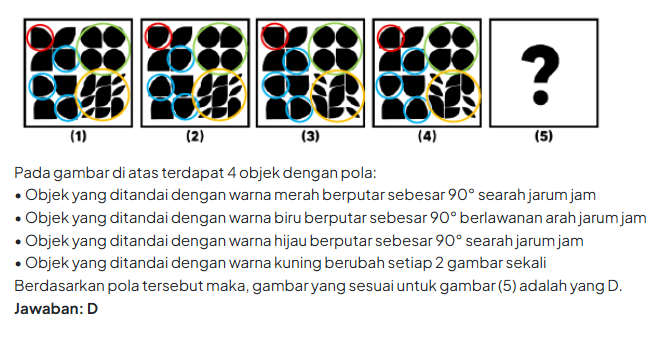 ?
(1) (2) (3) (4) (5)
Pada gambar di atas terdapat 4 objek dengan pola:
• Objek yang ditandai dengan warna merah berputar sebesar 90° searah jarum jam
• Objek yang ditandai dengan warna biru berputar sebesar 90° berlawanan arah jarum jam
• Objek yang ditandai dengan warna hijau berputar sebesar 90° searah jarum jam
• Objek yang ditandai dengan warna kuning berubah setiap 2 gambar sekali
Berdasarkan pola tersebut maka, gambar yang sesuai untuk gambar (5) adalah yang D.
Jawaban: D